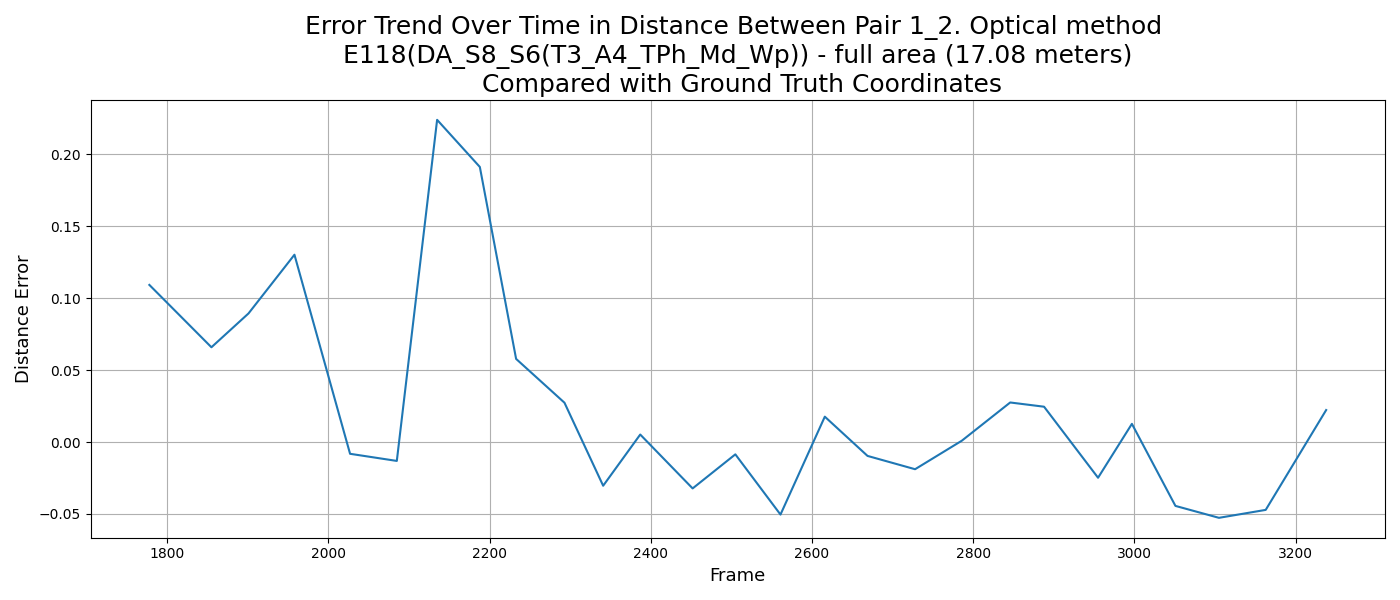 Error Trend Over Time in Distance Between Pair 1_2. Optical method
E118(DA_S8_S6(T3_A4_TPh_Md_Wp)) - full area (17.08 meters)
Compared with Ground Truth Coordinates
Distance Error
0.20
0.15
0.10
0.05
0.00
−0.05
1800 2000 2200 2400 2600 2800 3000 3200
Frame